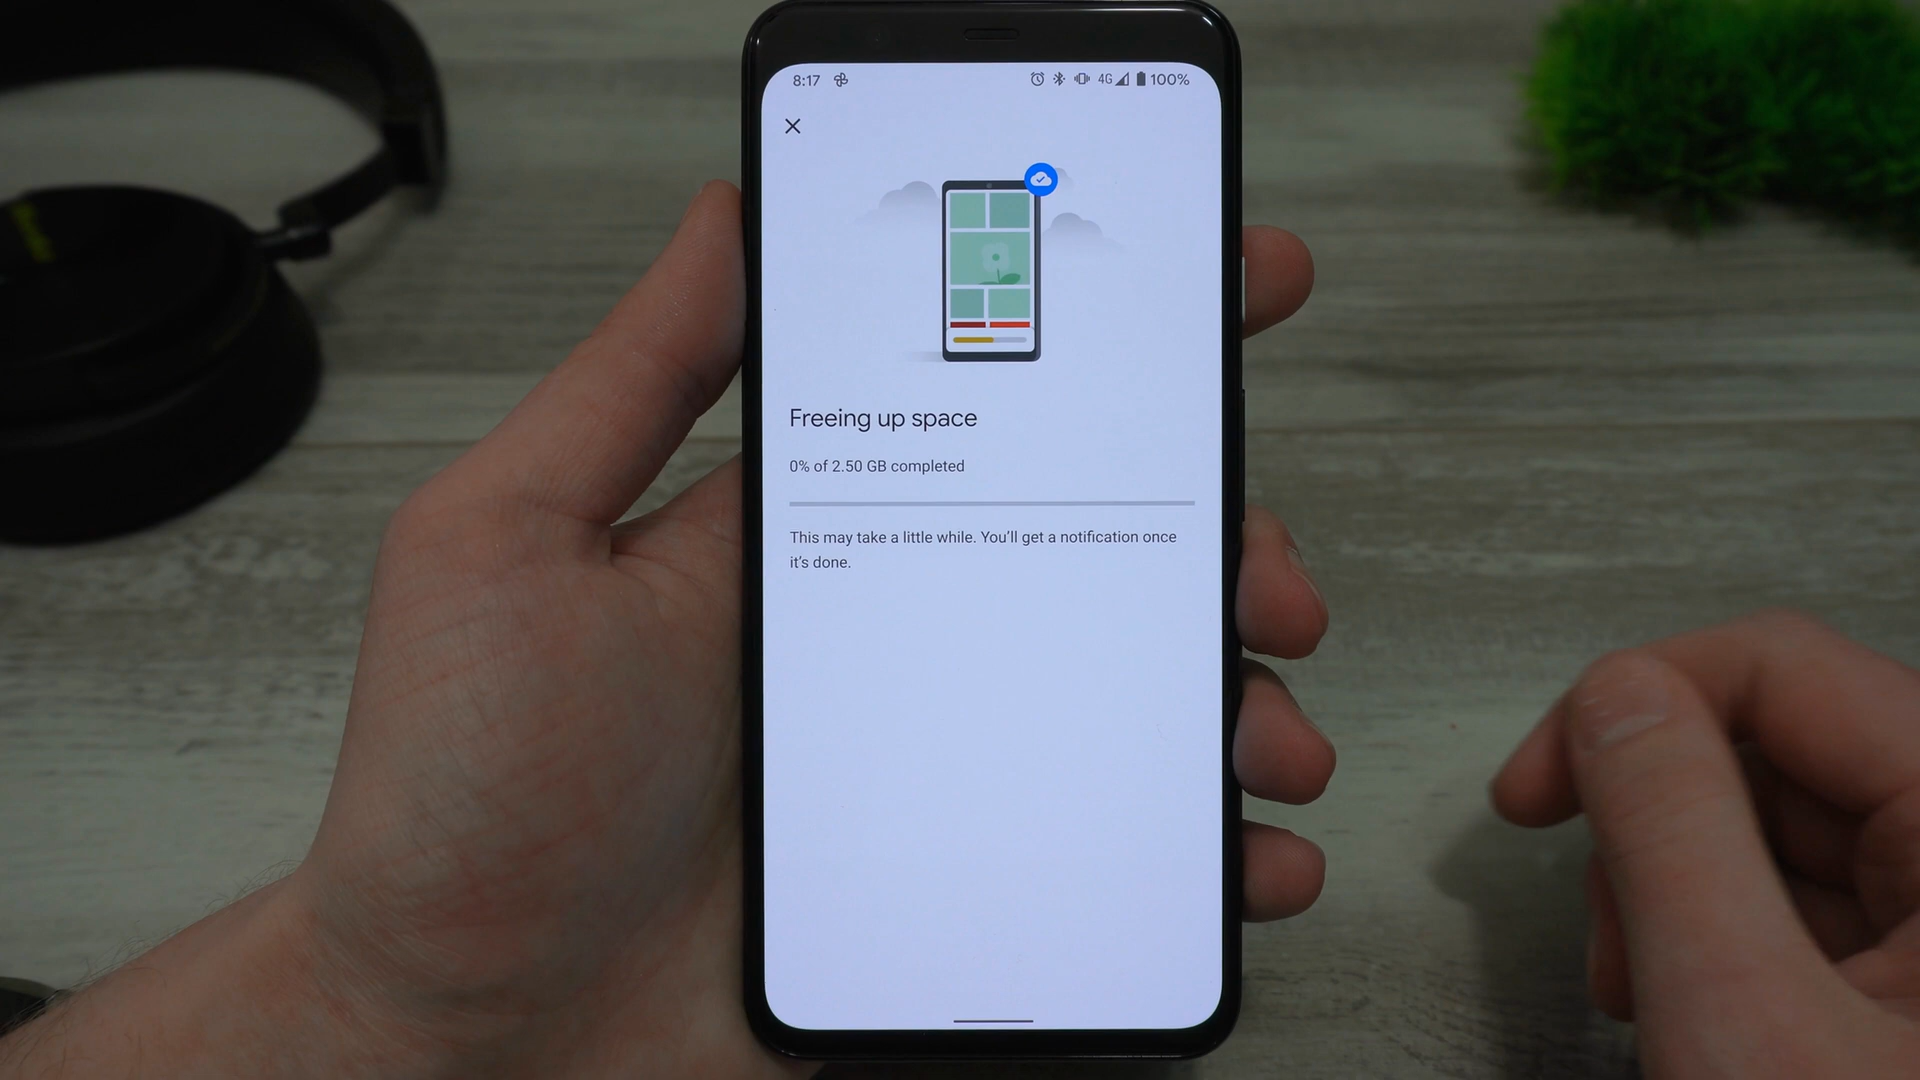 8:17 4G 100%
Freeing up space
0% of 2.50 GB completed
This may take a little while. You'll get a notification once
it's done.